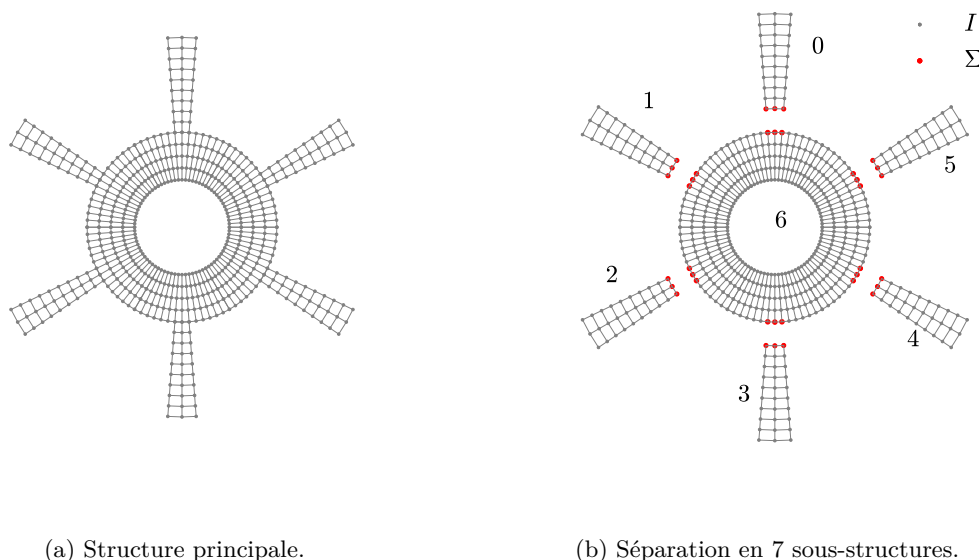 0
I
Σ
1
5
6
2
4
3
(a) Structure principale.
(b) Séparation en 7 sous-structures.